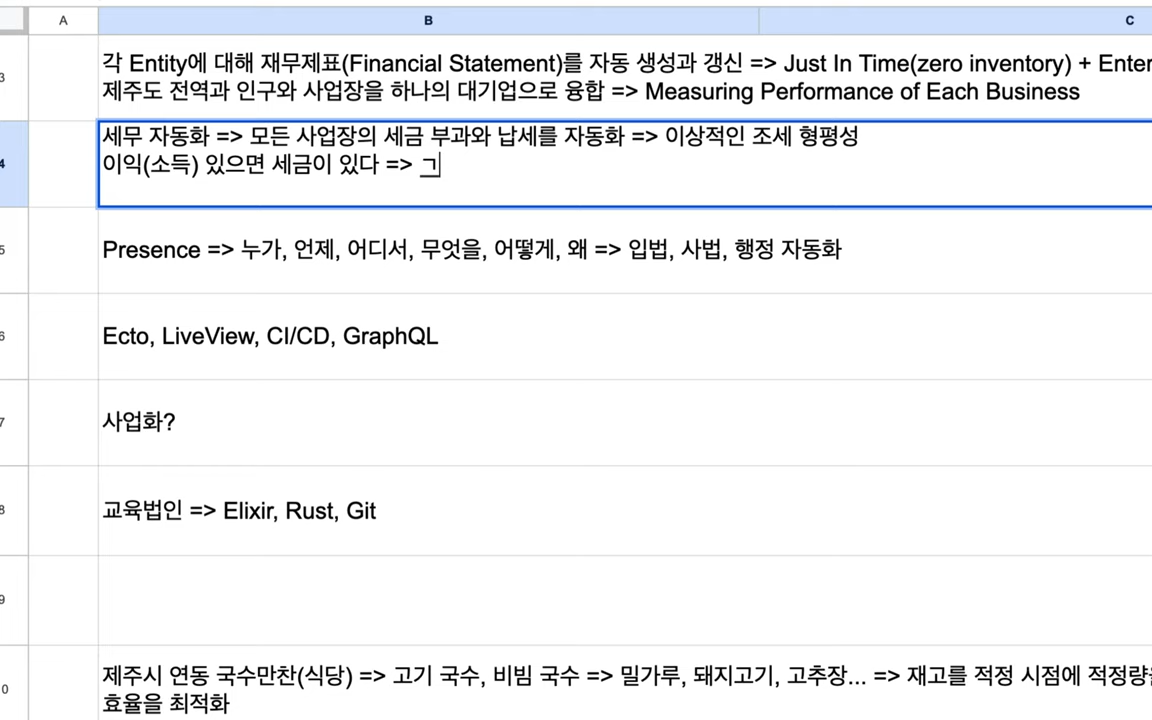 A B C
3
각 Entity에 대해 재무제표(Financial Statement)를 자동 생성과 갱신 => Just In Time(zero inventory) + Enter
제주도 전역과 인구와 사업장을 하나의 대기업으로 융합 => Measuring Performance of Each Business
4
세무 자동화 => 모든 사업장의 세금 부과와 납세를 자동화 => 이상적인 조세 형평성
이익(소득) 있으면 세금이 있다 => ㄱ
5
Presence => 누가, 언제, 어디서, 무엇을, 어떻게, 왜 => 입법, 사법, 행정 자동화
6
Ecto, LiveView, CI/CD, GraphQL
7
사업화?
8
교육법인 => Elixir, Rust, Git
9
0
제주시 연동 국수만찬(식당) => 고기 국수, 비빔 국수 => 밀가루, 돼지고기, 고추장... => 재고를 적정 시점에 적정량을
효율을 최적화